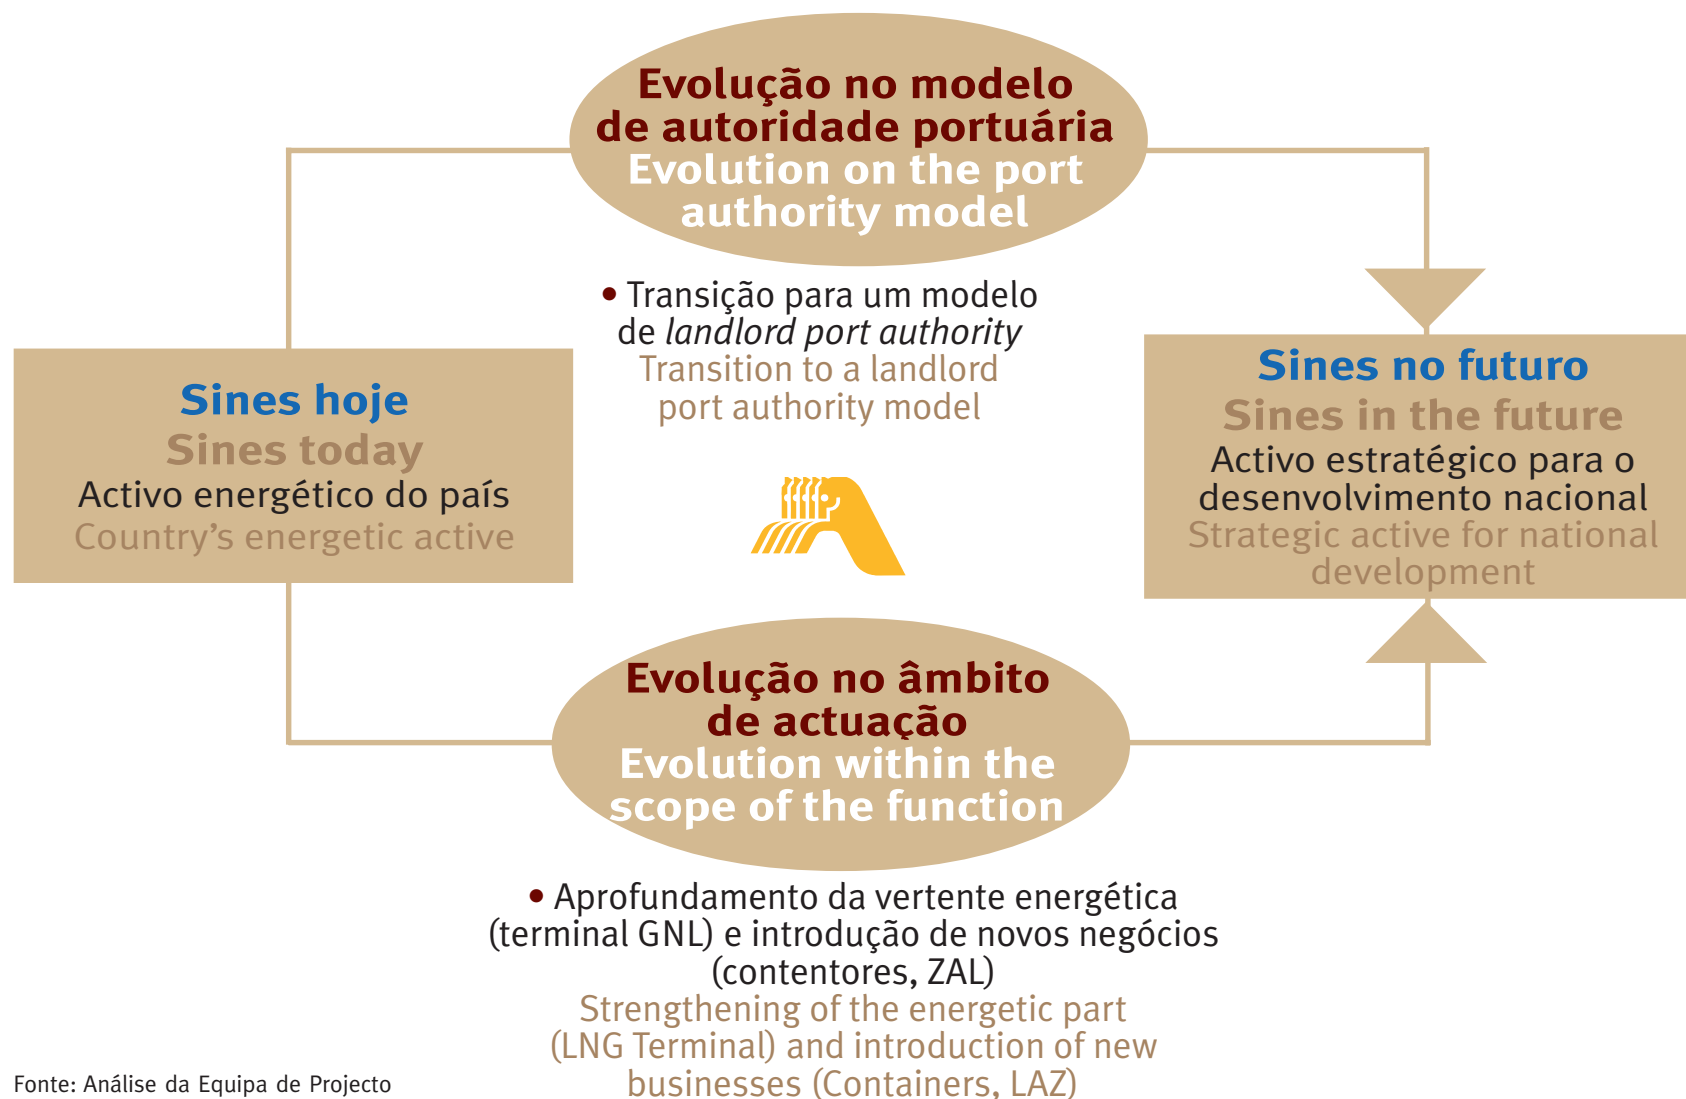 Evolução no modelo
de autoridade portuária
Evolution on the port
authority model
• Transição para um modelo
de landlord port authority
Transition to a landlord
port authority model
Sines hoje
Sines today
Activo energético do país
Country's energetic active
Sines no futuro
Sines in the future
Activo estratégico para o
desenvolvimento nacional
Strategic active for national
development
Evolução no âmbito
de actuação
Evolution within the
scope of the function
• Aprofundamento da vertente energética
(terminal GNL) e introdução de novos negócios
(contentores, ZAL)
Strengthening of the energetic part
(LNG Terminal) and introduction of new
businesses (Containers, LAZ)
Fonte: Análise da Equipa de Projecto